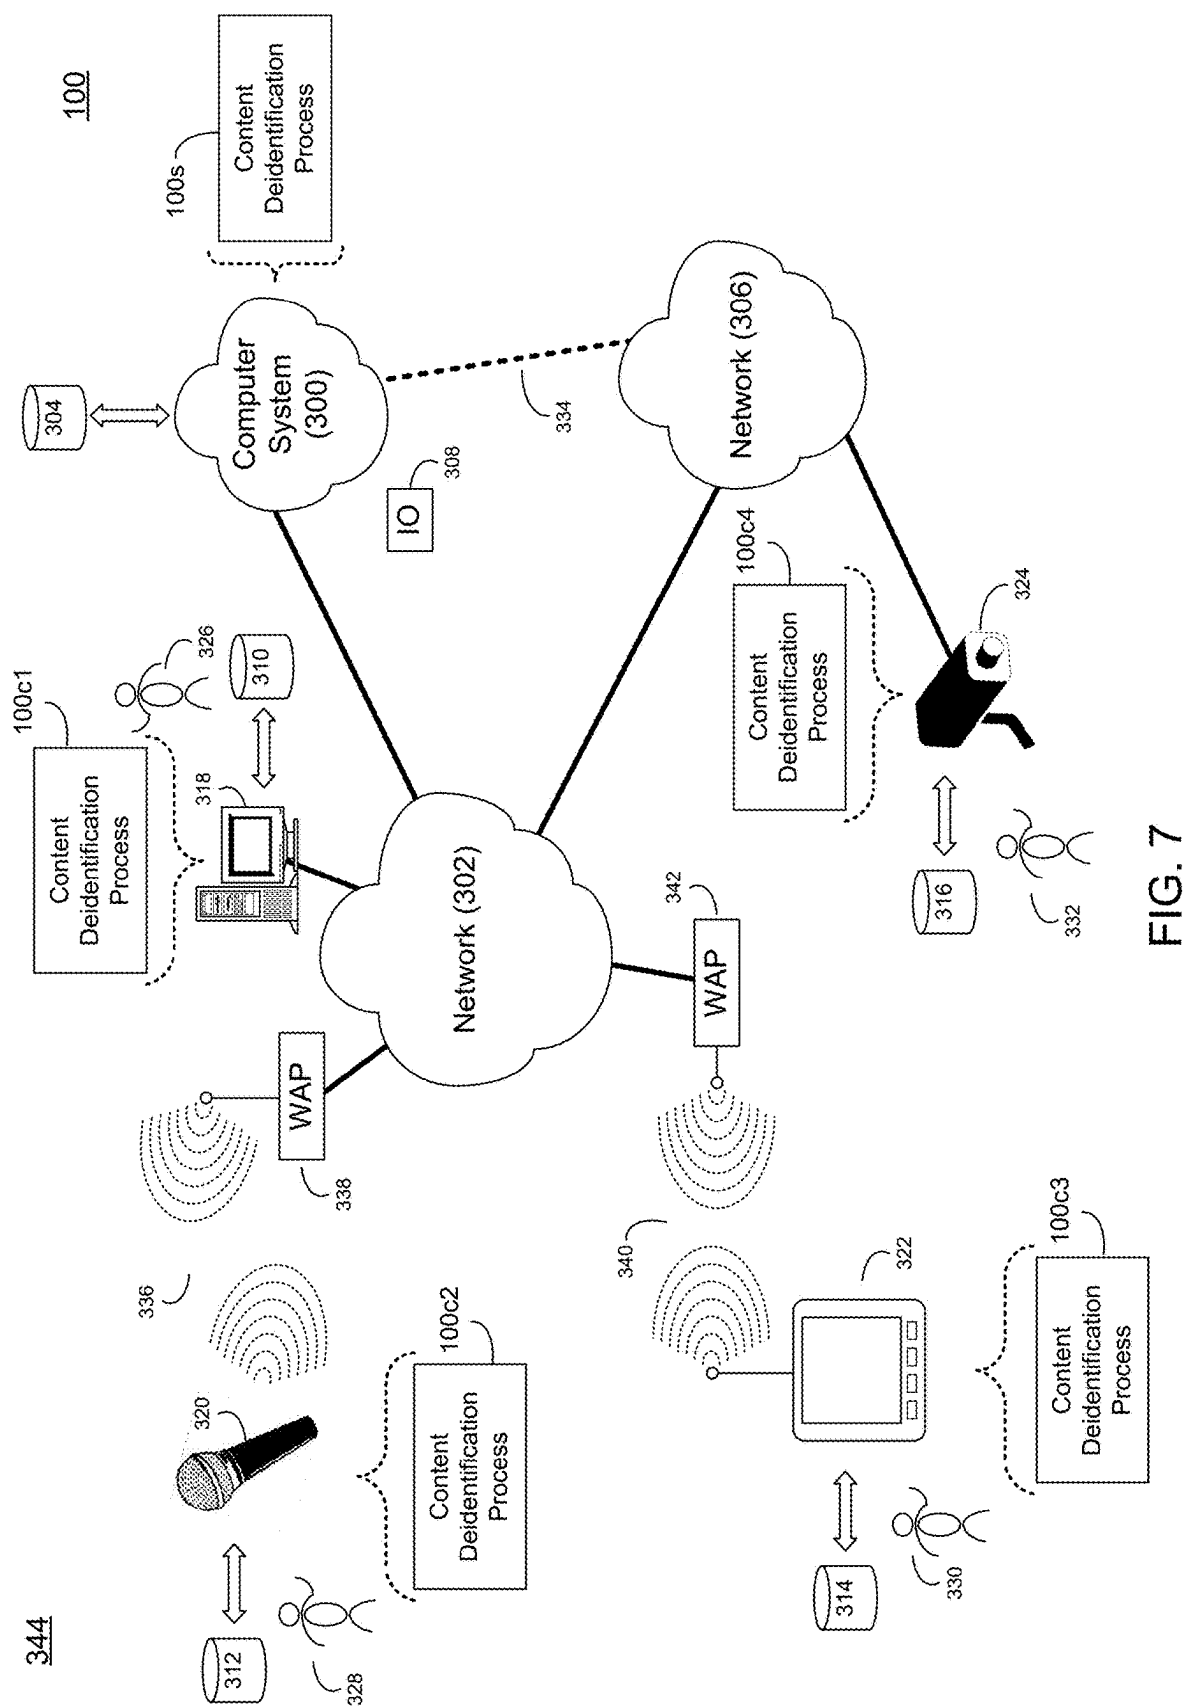 344
100
304
Computer
System
(300)
100s
Content
Deidentification
Process
IO
308
334
Network (306)
100c1
Content
Deidentification
Process
326
310
318
Network (302)
WAP
338
336
320
312
328
100c2
Content
Deidentification
Process
WAP
342
340
322
314
330
100c3
Content
Deidentification
Process
100c4
Content
Deidentification
Process
324
316
332
FIG. 7